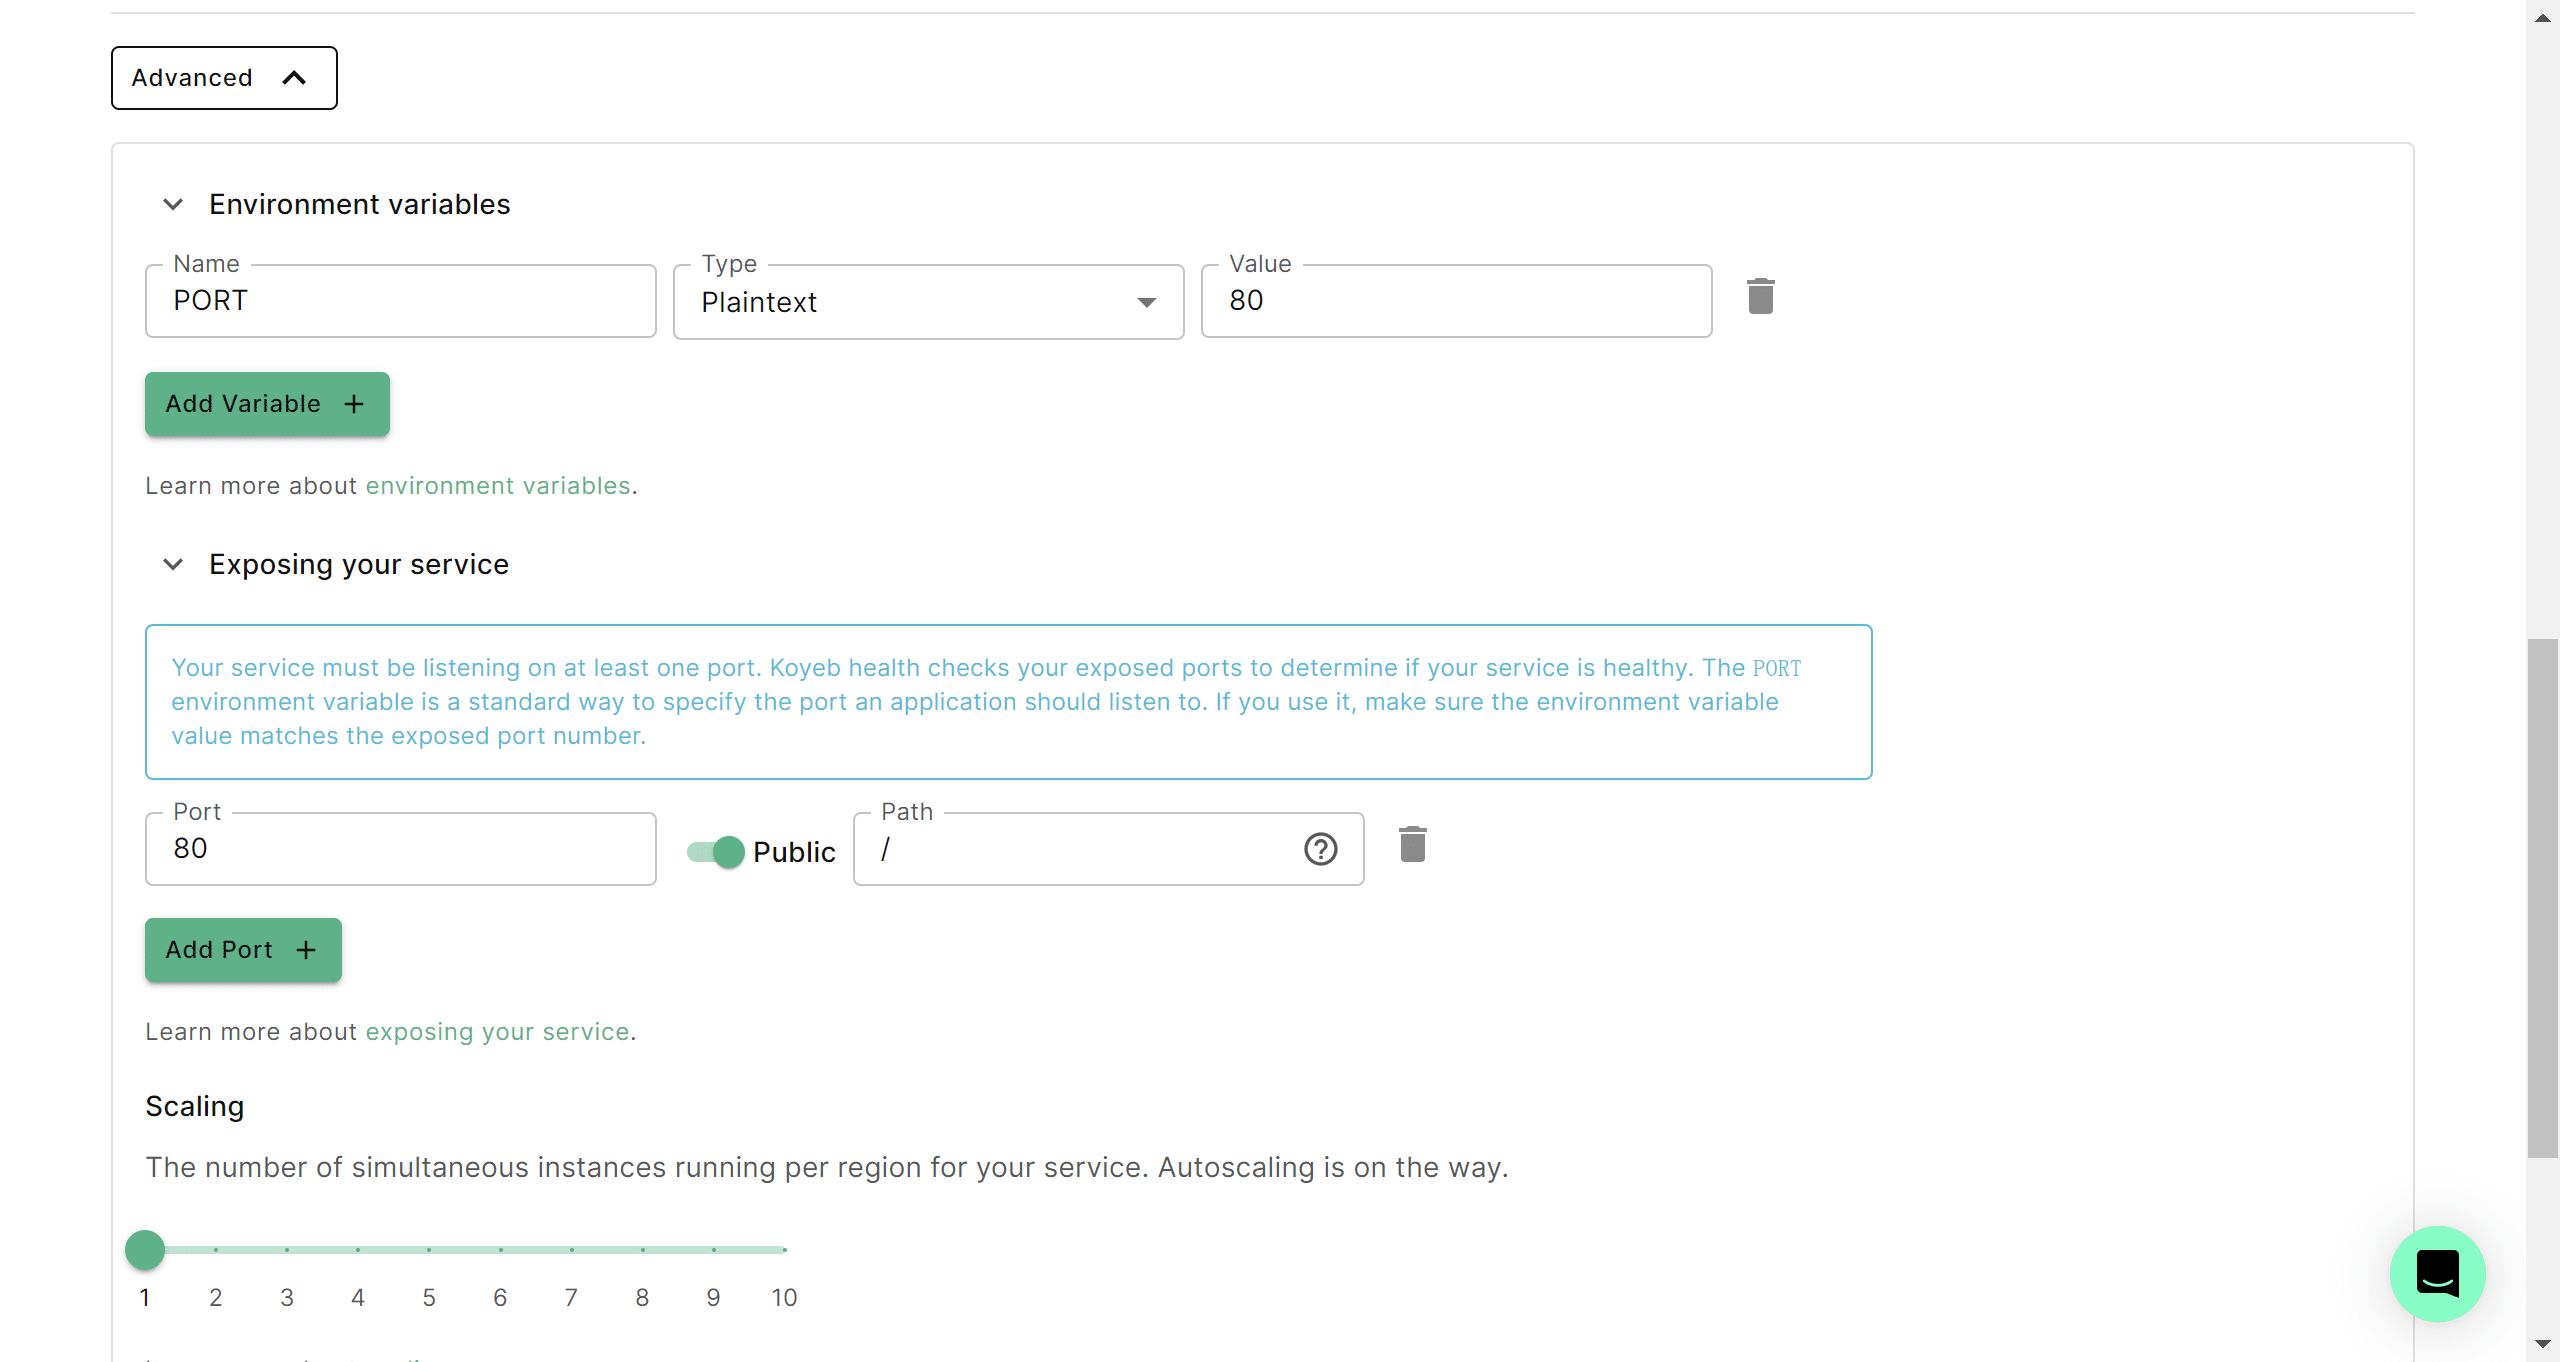 Advanced
Environment variables
Name
PORT
Type
Plaintext
Value
80
Add Variable +
Learn more about environment variables.
Exposing your service
Your service must be listening on at least one port. Koyeb health checks your exposed ports to determine if your service is healthy. The PORT
environment variable is a standard way to specify the port an application should listen to. If you use it, make sure the environment variable
value matches the exposed port number.
Port
80
Public
Path
/
Add Port +
Learn more about exposing your service.
Scaling
The number of simultaneous instances running per region for your service. Autoscaling is on the way.
1 2 3 4 5 6 7 8 9 10